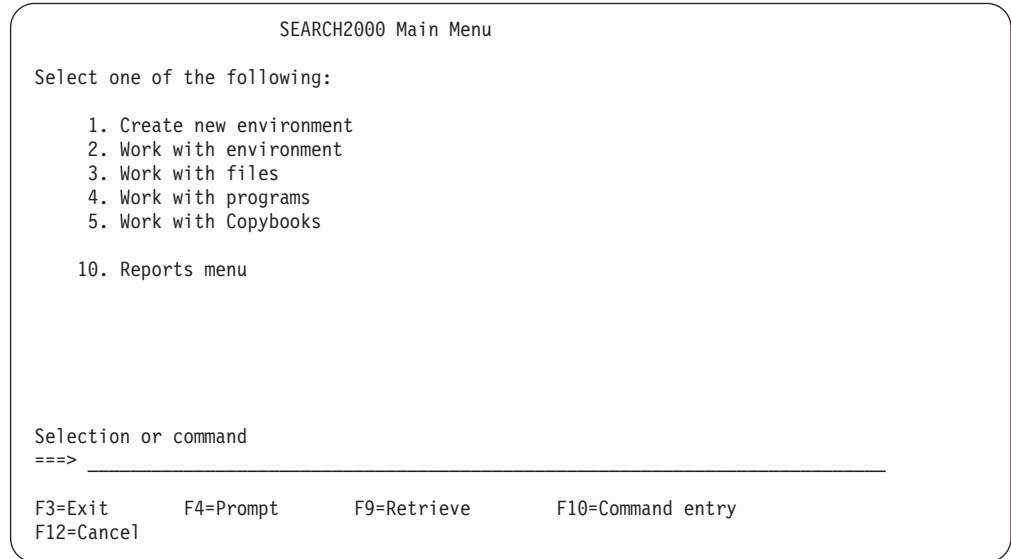 SEARCH2000 Main Menu
Select one of the following:
1. Create new environment
2. Work with environment
3. Work with files
4. Work with programs
5. Work with Copybooks
10. Reports menu
Selection or command
===> ___________________________________________________________________________
F3=Exit F4=Prompt F9=Retrieve F10=Command entry
F12=Cancel